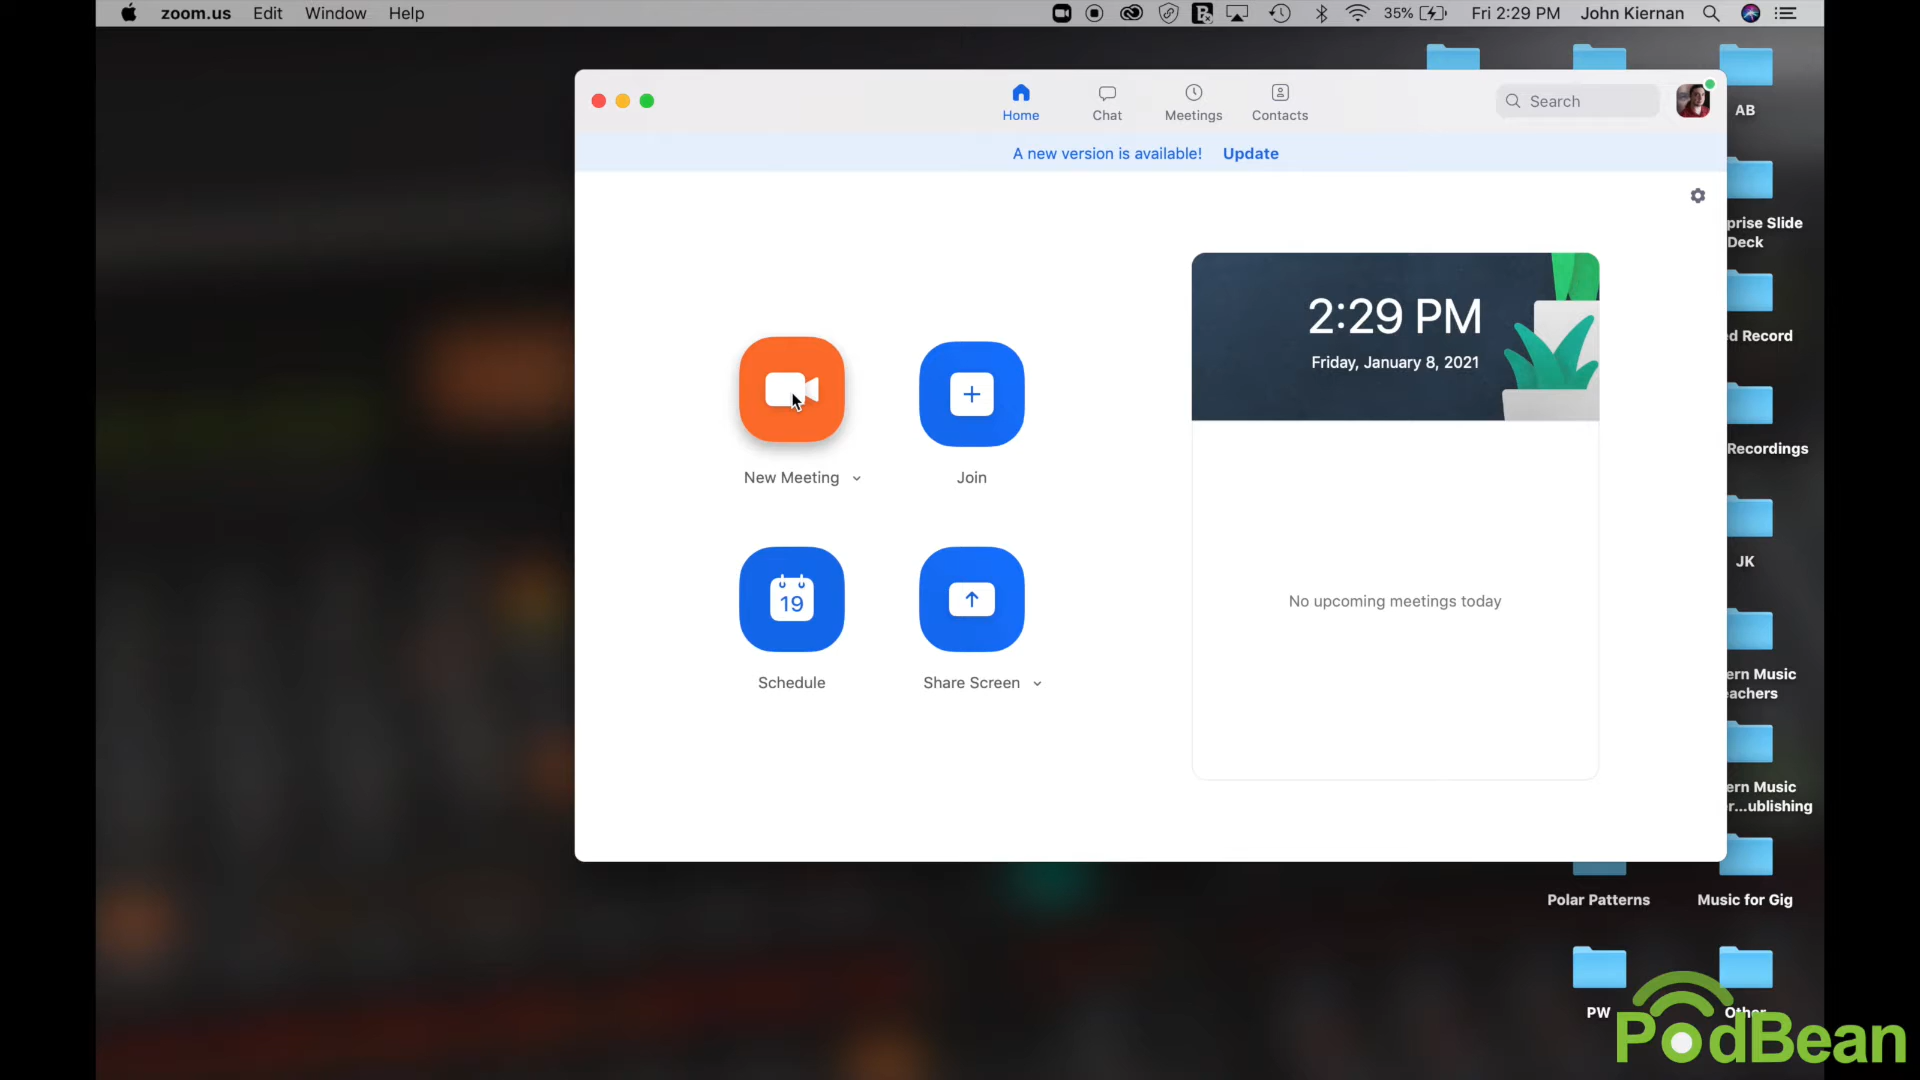 zoom.us Edit Window Help
35% Fri 2:29 PM John Kiernan
Home Chat Meetings Contacts
Search
A new version is available! Update
2:29 PM
Friday, January 8, 2021
New Meeting
Join
19
Schedule
Share Screen
No upcoming meetings today
AB
prise Slide
Deck
d Record
Recordings
JK
ern Music
eachers
ern Music
r...ublishing
Polar Patterns
Music for Gig
PW
Other
PodBean